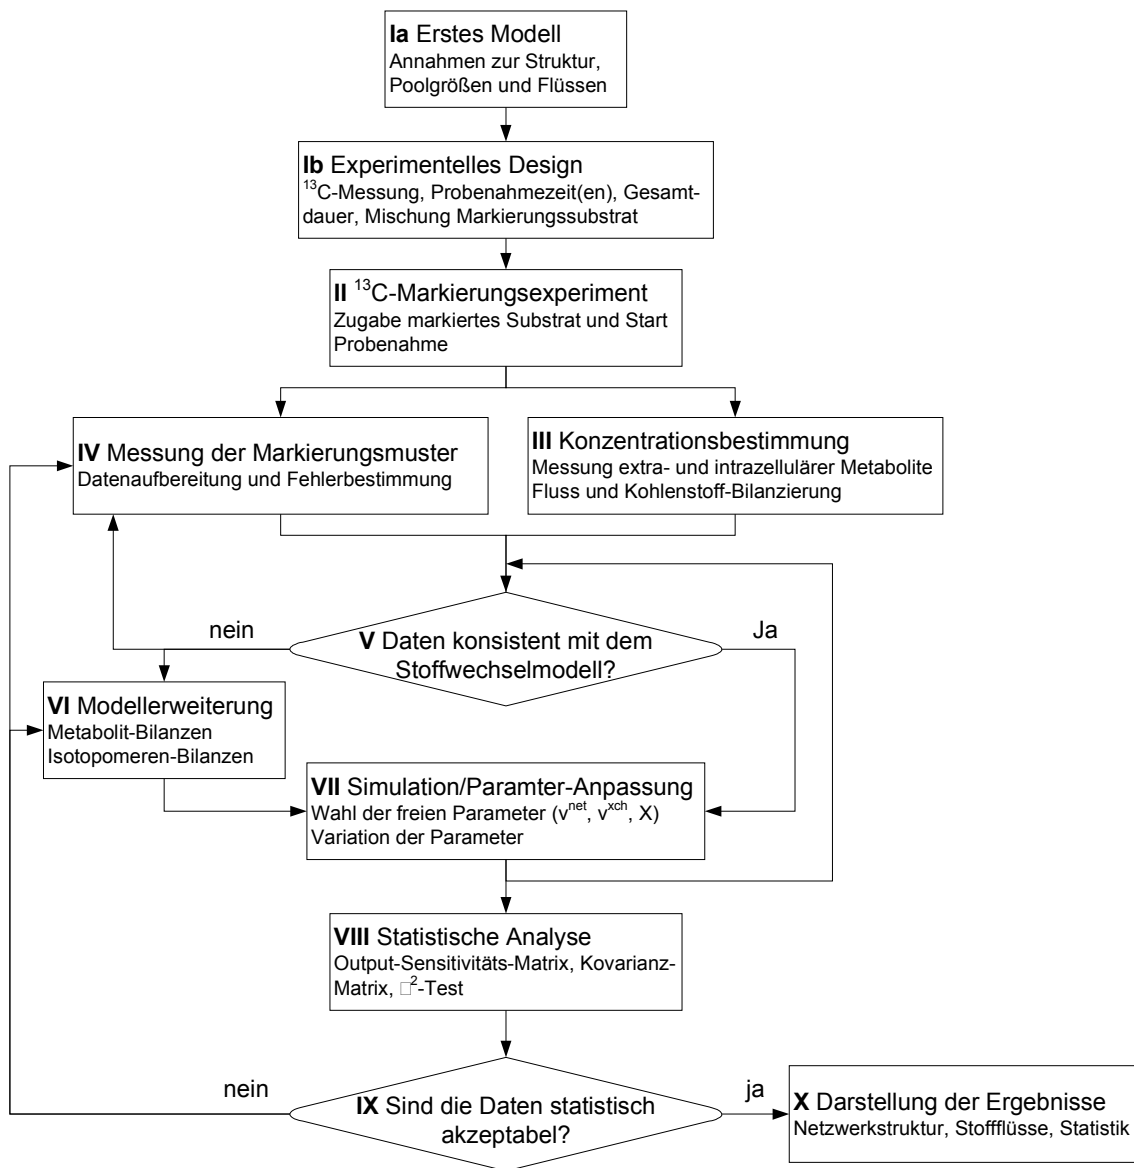 Ia Erstes Modell
Annahmen zur Struktur,
Poolgrößen und Flüssen
Ib Experimentelles Design
¹³C-Messung, Probenahmezeit(en), Gesamt-
dauer, Mischung Markierungssubstrat
II ¹³C-Markierungsexperiment
Zugabe markiertes Substrat und Start
Probenahme
IV Messung der Markierungsmuster
Datenaufbereitung und Fehlerbestimmung
III Konzentrationsbestimmung
Messung extra- und intrazellulärer Metabolite
Fluss und Kohlenstoff-Bilanzierung
nein
V Daten konsistent mit dem
Stoffwechselmodell?
Ja
VI Modellerweiterung
Metabolit-Bilanzen
Isotopomeren-Bilanzen
VII Simulation/Paramter-Anpassung
Wahl der freien Parameter (vⁿᵉᵗ, vˣᶜʰ, X)
Variation der Parameter
VIII Statistische Analyse
Output-Sensitivitäts-Matrix, Kovarianz-
Matrix, □²-Test
nein
IX Sind die Daten statistisch
akzeptabel?
ja
X Darstellung der Ergebnisse
Netzwerkstruktur, Stoffflüsse, Statistik